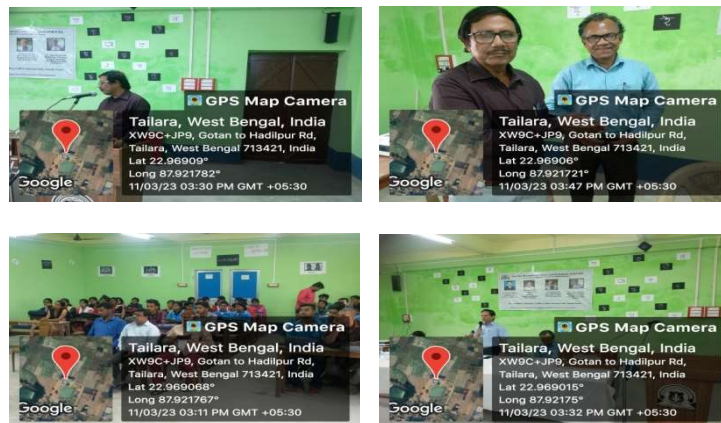 GPS Map Camera
Tailara, West Bengal, India
XW9C+JP9, Gotan to Hadilpur Rd,
Tailara, West Bengal 713421, India
Lat 22.96909°
Long 87.921782°
11/03/23 03:30 PM GMT +05:30
Google
GPS Map Camera
Tailara, West Bengal, India
XW9C+JP9, Gotan to Hadilpur Rd,
Tailara, West Bengal 713421, India
Lat 22.96906°
Long 87.921721°
11/03/23 03:47 PM GMT +05:30
Google
GPS Map Camera
Tailara, West Bengal, India
XW9C+JP9, Gotan to Hadilpur Rd,
Tailara, West Bengal 713421, India
Lat 22.969068°
Long 87.921767°
11/03/23 03:11 PM GMT +05:30
Google
GPS Map Camera
Tailara, West Bengal, India
XW9C+JP9, Gotan to Hadilpur Rd,
Tailara, West Bengal 713421, India
Lat 22.969015°
Long 87.92175°
11/03/23 03:32 PM GMT +05:30
Google